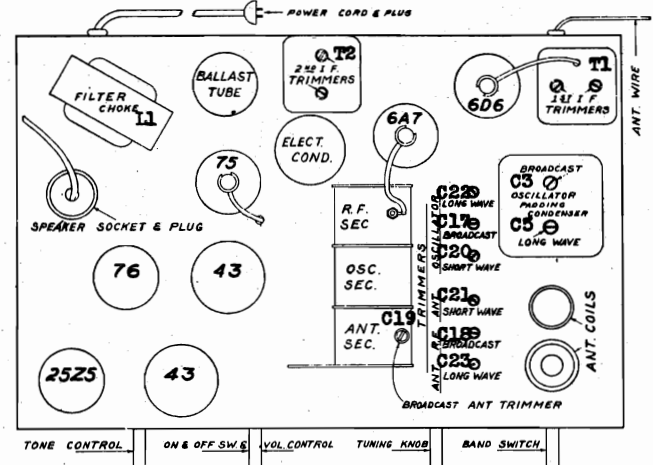 POWER CORD & PLUG
T2
2ND I F.
TRIMMERS
T1
1ST I F
TRIMMERS
ANT. WIRE
BALLAST
TUBE
FILTER
CHOKE L1
6D6
6A7
ELECT.
COND.
75
SPEAKER SOCKET & PLUG
R.F.
SEC
OSC.
SEC.
ANT.
SEC.
C19
TRIMMERS
OSCILLATOR
ANT
R.F.
ANT
C22
LONG WAVE
C17
BROADCAST
C20
SHORT WAVE
C21
SHORT WAVE
C18
BROADCAST
C23
LONG WAVE
BROADCAST
C3
OSCILLATOR
PADDING
CONDENSER
C5
LONG WAVE
ANT. COILS
76
43
25Z5
43
BROADCAST ANT TRIMMER
TONE CONTROL
ON & OFF SW. & VOL. CONTROL
TUNING KNOB
BAND SWITCH